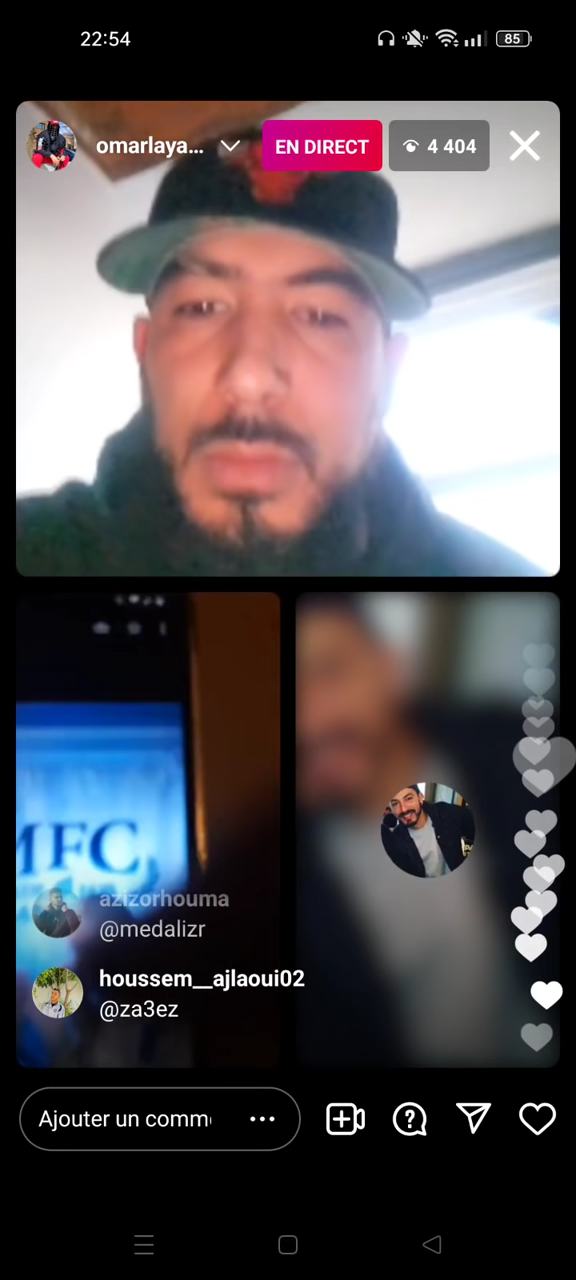 22:54
85
omarlaya...
EN DIRECT
4 404
MFC
azizorhouma
@medalizr
houssem__ajlaoui02
@za3ez
Ajouter un comm